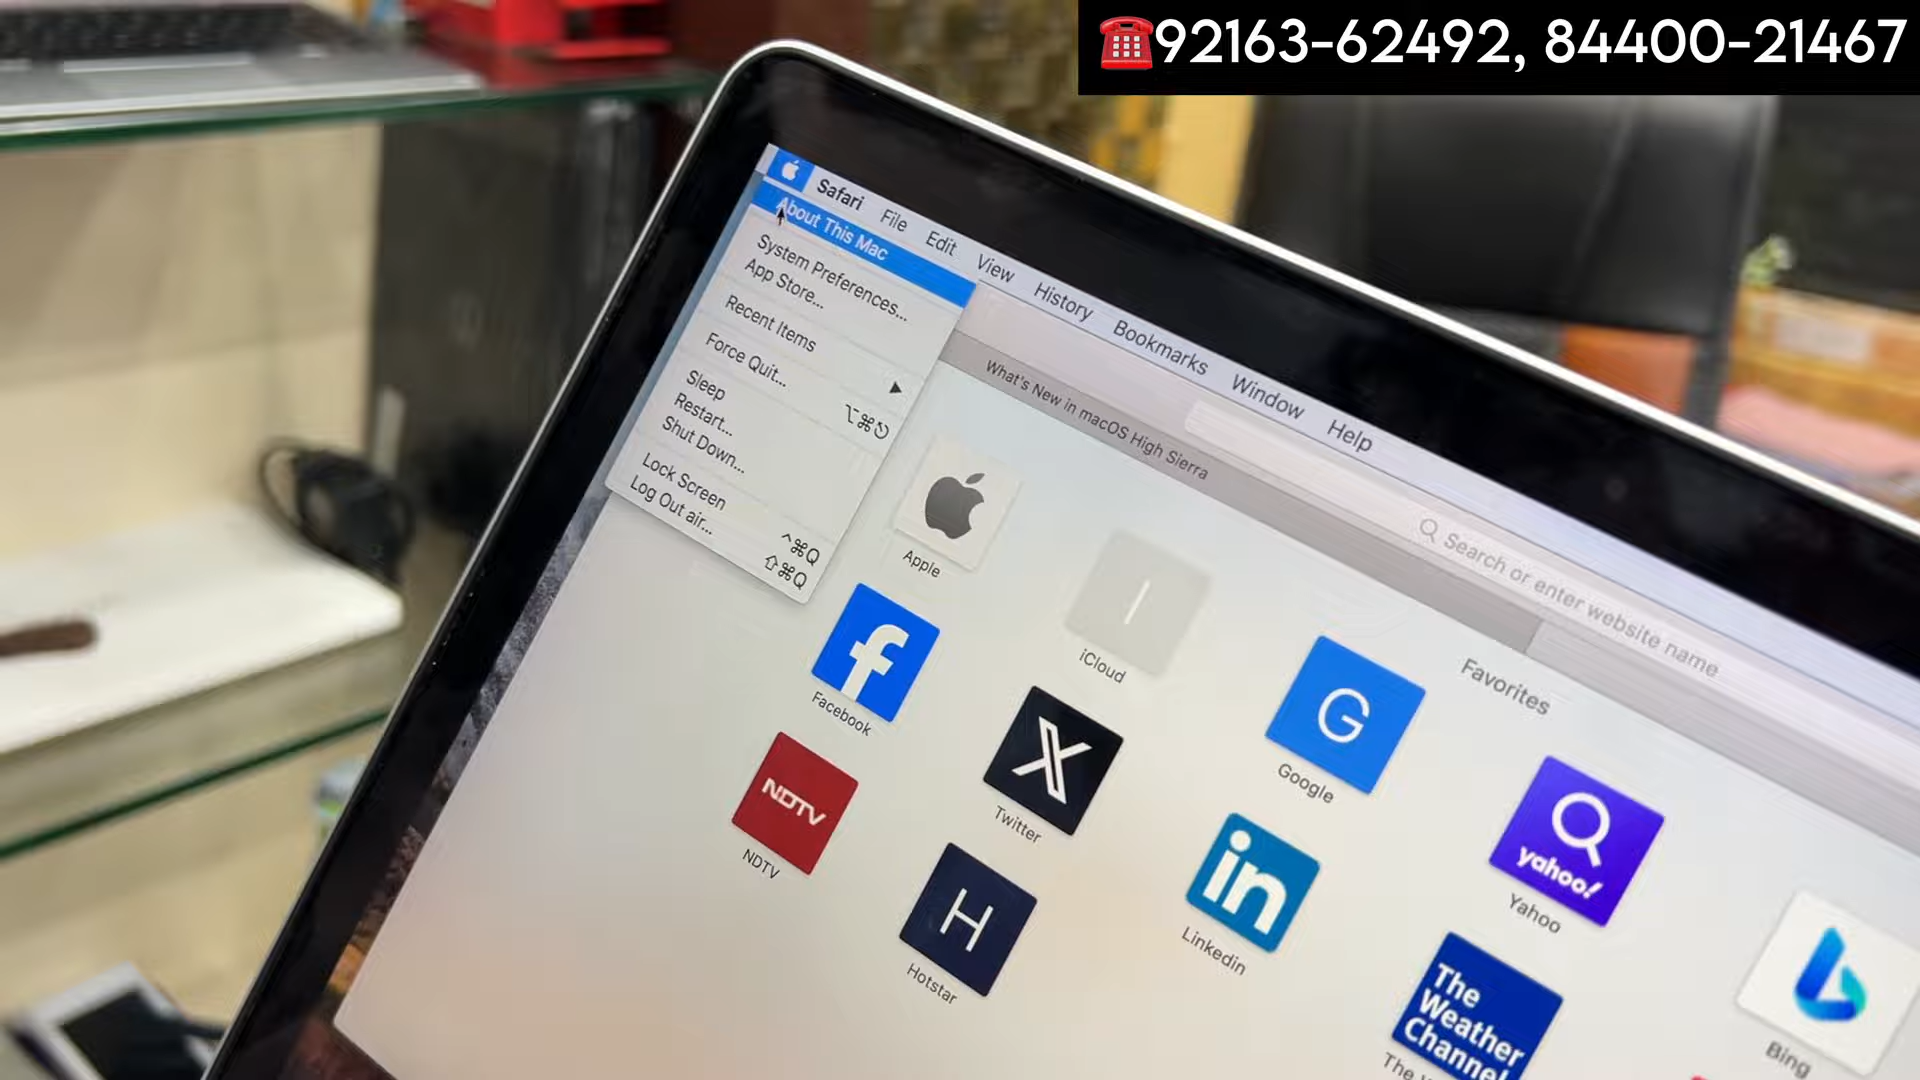 ☎92163-62492, 84400-21467
Safari File Edit View History Bookmarks Window Help
About This Mac
System Preferences...
App Store...
Recent Items ▶
Force Quit... ⌥⌘⎋
Sleep
Restart...
Shut Down...
Lock Screen ^⌘Q
Log Out air... ⇧⌘Q
What's New in macOS High Sierra
Search or enter website name
Favorites
Apple
I
iCloud
G
Google
yahoo!
Yahoo
Bing
f
Facebook
X
Twitter
in
Linkedin
The
Weather
Channel
The
NDTV
NDTV
H
Hotstar